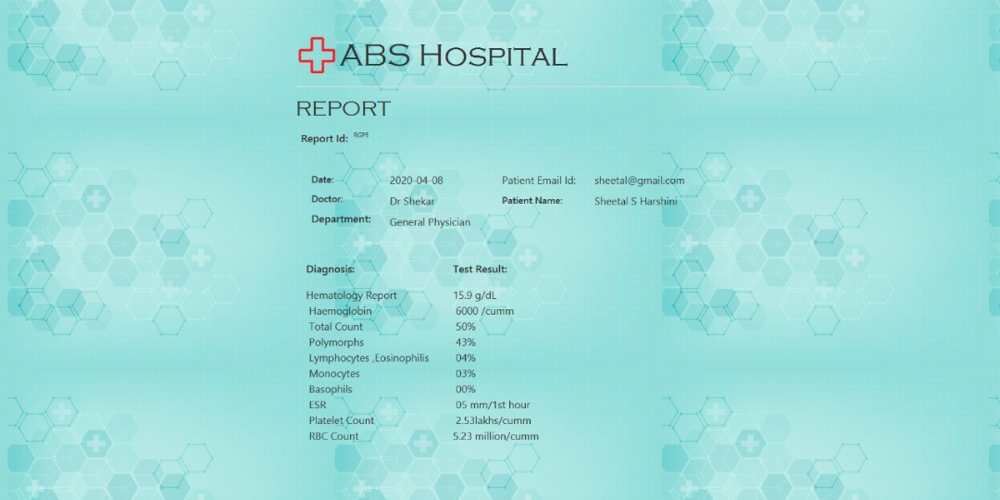 ABS HOSPITAL
REPORT
Report Id: RGP5
Date: 2020-04-08 Patient Email Id: sheetal@gmail.com
Doctor: Dr Shekar Patient Name: Sheetal S Harshini
Department: General Physician
Diagnosis: Test Result:
Hematology Report 15.9 g/dL
Haemoglobin 6000 /cumm
Total Count 50%
Polymorphs 43%
Lymphocytes ,Eosinophilis 04%
Monocytes 03%
Basophils 00%
ESR 05 mm/1st hour
Platelet Count 2.53lakhs/cumm
RBC Count 5.23 million/cumm